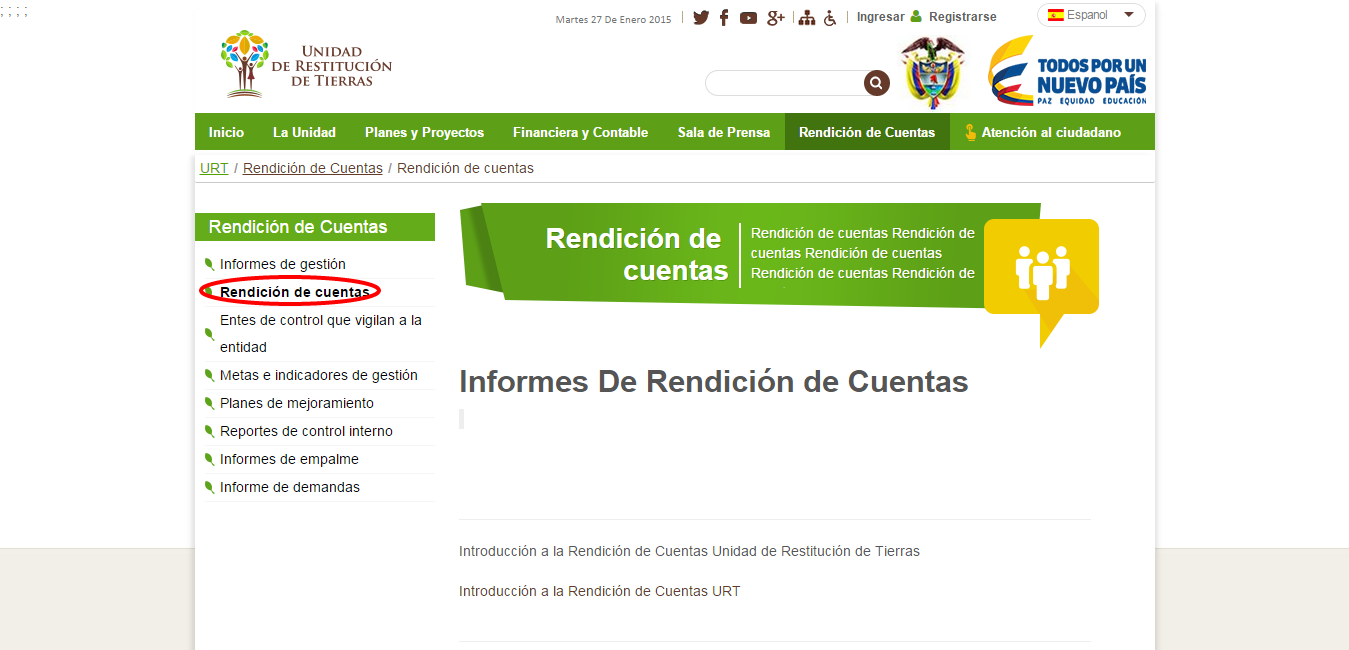 ; ; ; ;
Martes 27 De Enero 2015
Ingresar
Registrarse
Espanol
UNIDAD
DE RESTITUCIÓN
DE TIERRAS
TODOS POR UN
NUEVO PAÍS
PAZ EQUIDAD EDUCACIÓN
Inicio
La Unidad
Planes y Proyectos
Financiera y Contable
Sala de Prensa
Rendición de Cuentas
Atención al ciudadano
URT / Rendición de Cuentas / Rendición de cuentas
Rendición de Cuentas
Informes de gestión
Rendición de cuentas
Entes de control que vigilan a la
entidad
Metas e indicadores de gestión
Planes de mejoramiento
Reportes de control interno
Informes de empalme
Informe de demandas
Rendición de
cuentas
Rendición de cuentas Rendición de
cuentas Rendición de cuentas
Rendición de cuentas Rendición de
Informes De Rendición de Cuentas
Introducción a la Rendición de Cuentas Unidad de Restitución de Tierras
Introducción a la Rendición de Cuentas URT